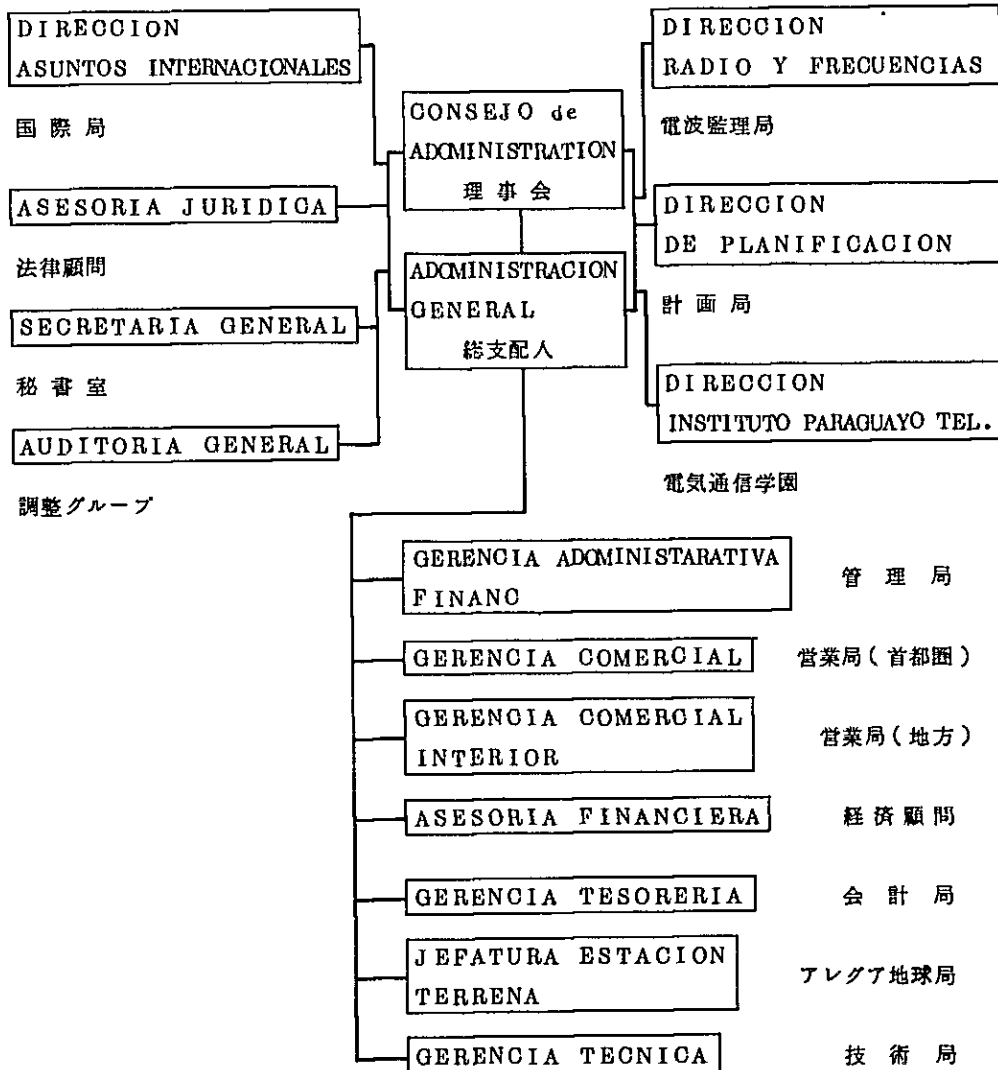 DIRECCION
ASUNTOS INTERNACIONALES
国際局
ASESORIA JURIDICA
法律顧問
SECRETARIA GENERAL
秘書室
AUDITORIA GENERAL
調整グループ
CONSEJO de
ADOMINISTRATION
理事会
ADOMINISTRACION
GENERAL
総支配人
DIRECCION
RADIO Y FRECUENCIAS
電波監理局
DIRECCION
DE PLANIFICACION
計画局
DIRECCION
INSTITUTO PARAGUAYO TEL.
電気通信学園
GERENCIA ADOMINISTARATIVA
FINANC
管理局
GERENCIA COMERCIAL
営業局(首都圏)
GERENCIA COMERCIAL
INTERIOR
営業局(地方)
ASESORIA FINANCIERA
経済顧問
GERENCIA TESORERIA
会計局
JEFATURA ESTACION
TERRENA
アレグア地球局
GERENCIA TECNICA
技術局